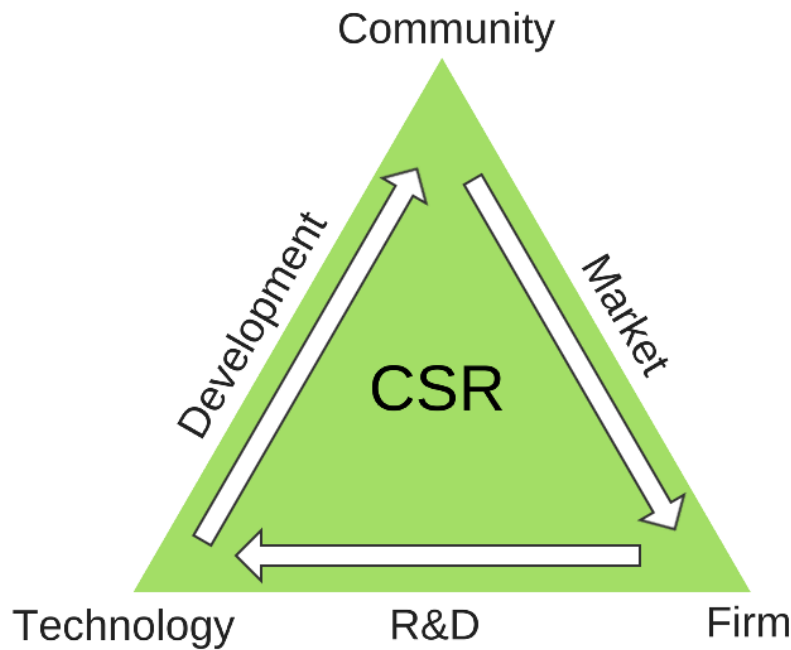 Community
Development
Market
CSR
Technology
R&D
Firm